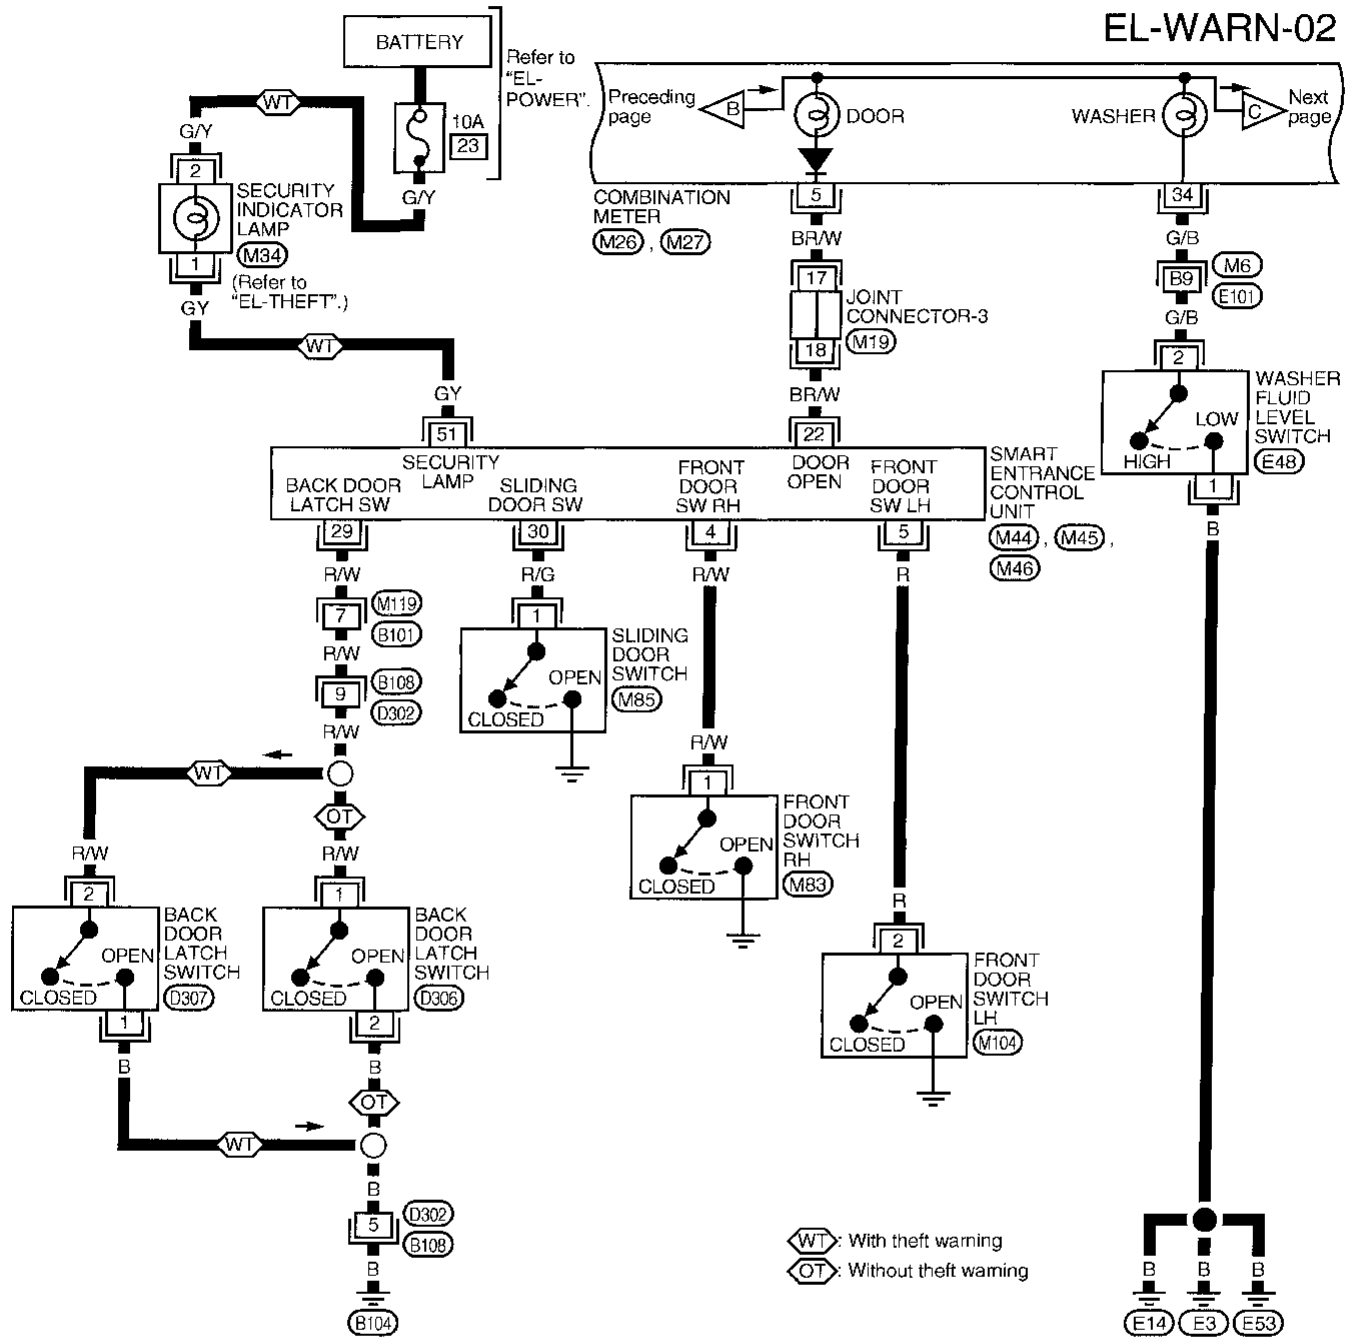 EL-WARN-02
BATTERY
Refer to
"EL-
POWER".
10A
23
G/Y
WT
G/Y
2
SECURITY
INDICATOR
LAMP
M34
1
(Refer to
"EL-THEFT".)
GY
WT
GY
51
Preceding
page
B
DOOR
WASHER
C
Next
page
COMBINATION
METER
M26 , M27
5
34
BR/W
G/B
17
B9
M6
E101
JOINT
CONNECTOR-3
M19
18
G/B
BR/W
2
22
WASHER
FLUID
LEVEL
SWITCH
E48
LOW
HIGH
1
B
SECURITY
LAMP
DOOR
OPEN
BACK DOOR
LATCH SW
SLIDING
DOOR SW
FRONT
DOOR
SW RH
FRONT
DOOR
SW LH
SMART
ENTRANCE
CONTROL
UNIT
M44 , M45 ,
M46
29
30
4
5
R/W
R/G
R/W
R
7
M119
B101
1
R/W
SLIDING
DOOR
SWITCH
M85
OPEN
CLOSED
9
B108
D302
R/W
R/W
WT
OT
1
FRONT
DOOR
SWITCH
RH
M83
OPEN
CLOSED
R/W
R/W
2
1
R
2
BACK
DOOR
LATCH
SWITCH
D307
OPEN
CLOSED
1
BACK
DOOR
LATCH
SWITCH
D306
OPEN
CLOSED
2
FRONT
DOOR
SWITCH
LH
M104
OPEN
CLOSED
B
B
OT
WT
B
5
D302
B108
B
B104
WT : With theft warning
OT : Without theft warning
B
B
B
E14
E3
E53